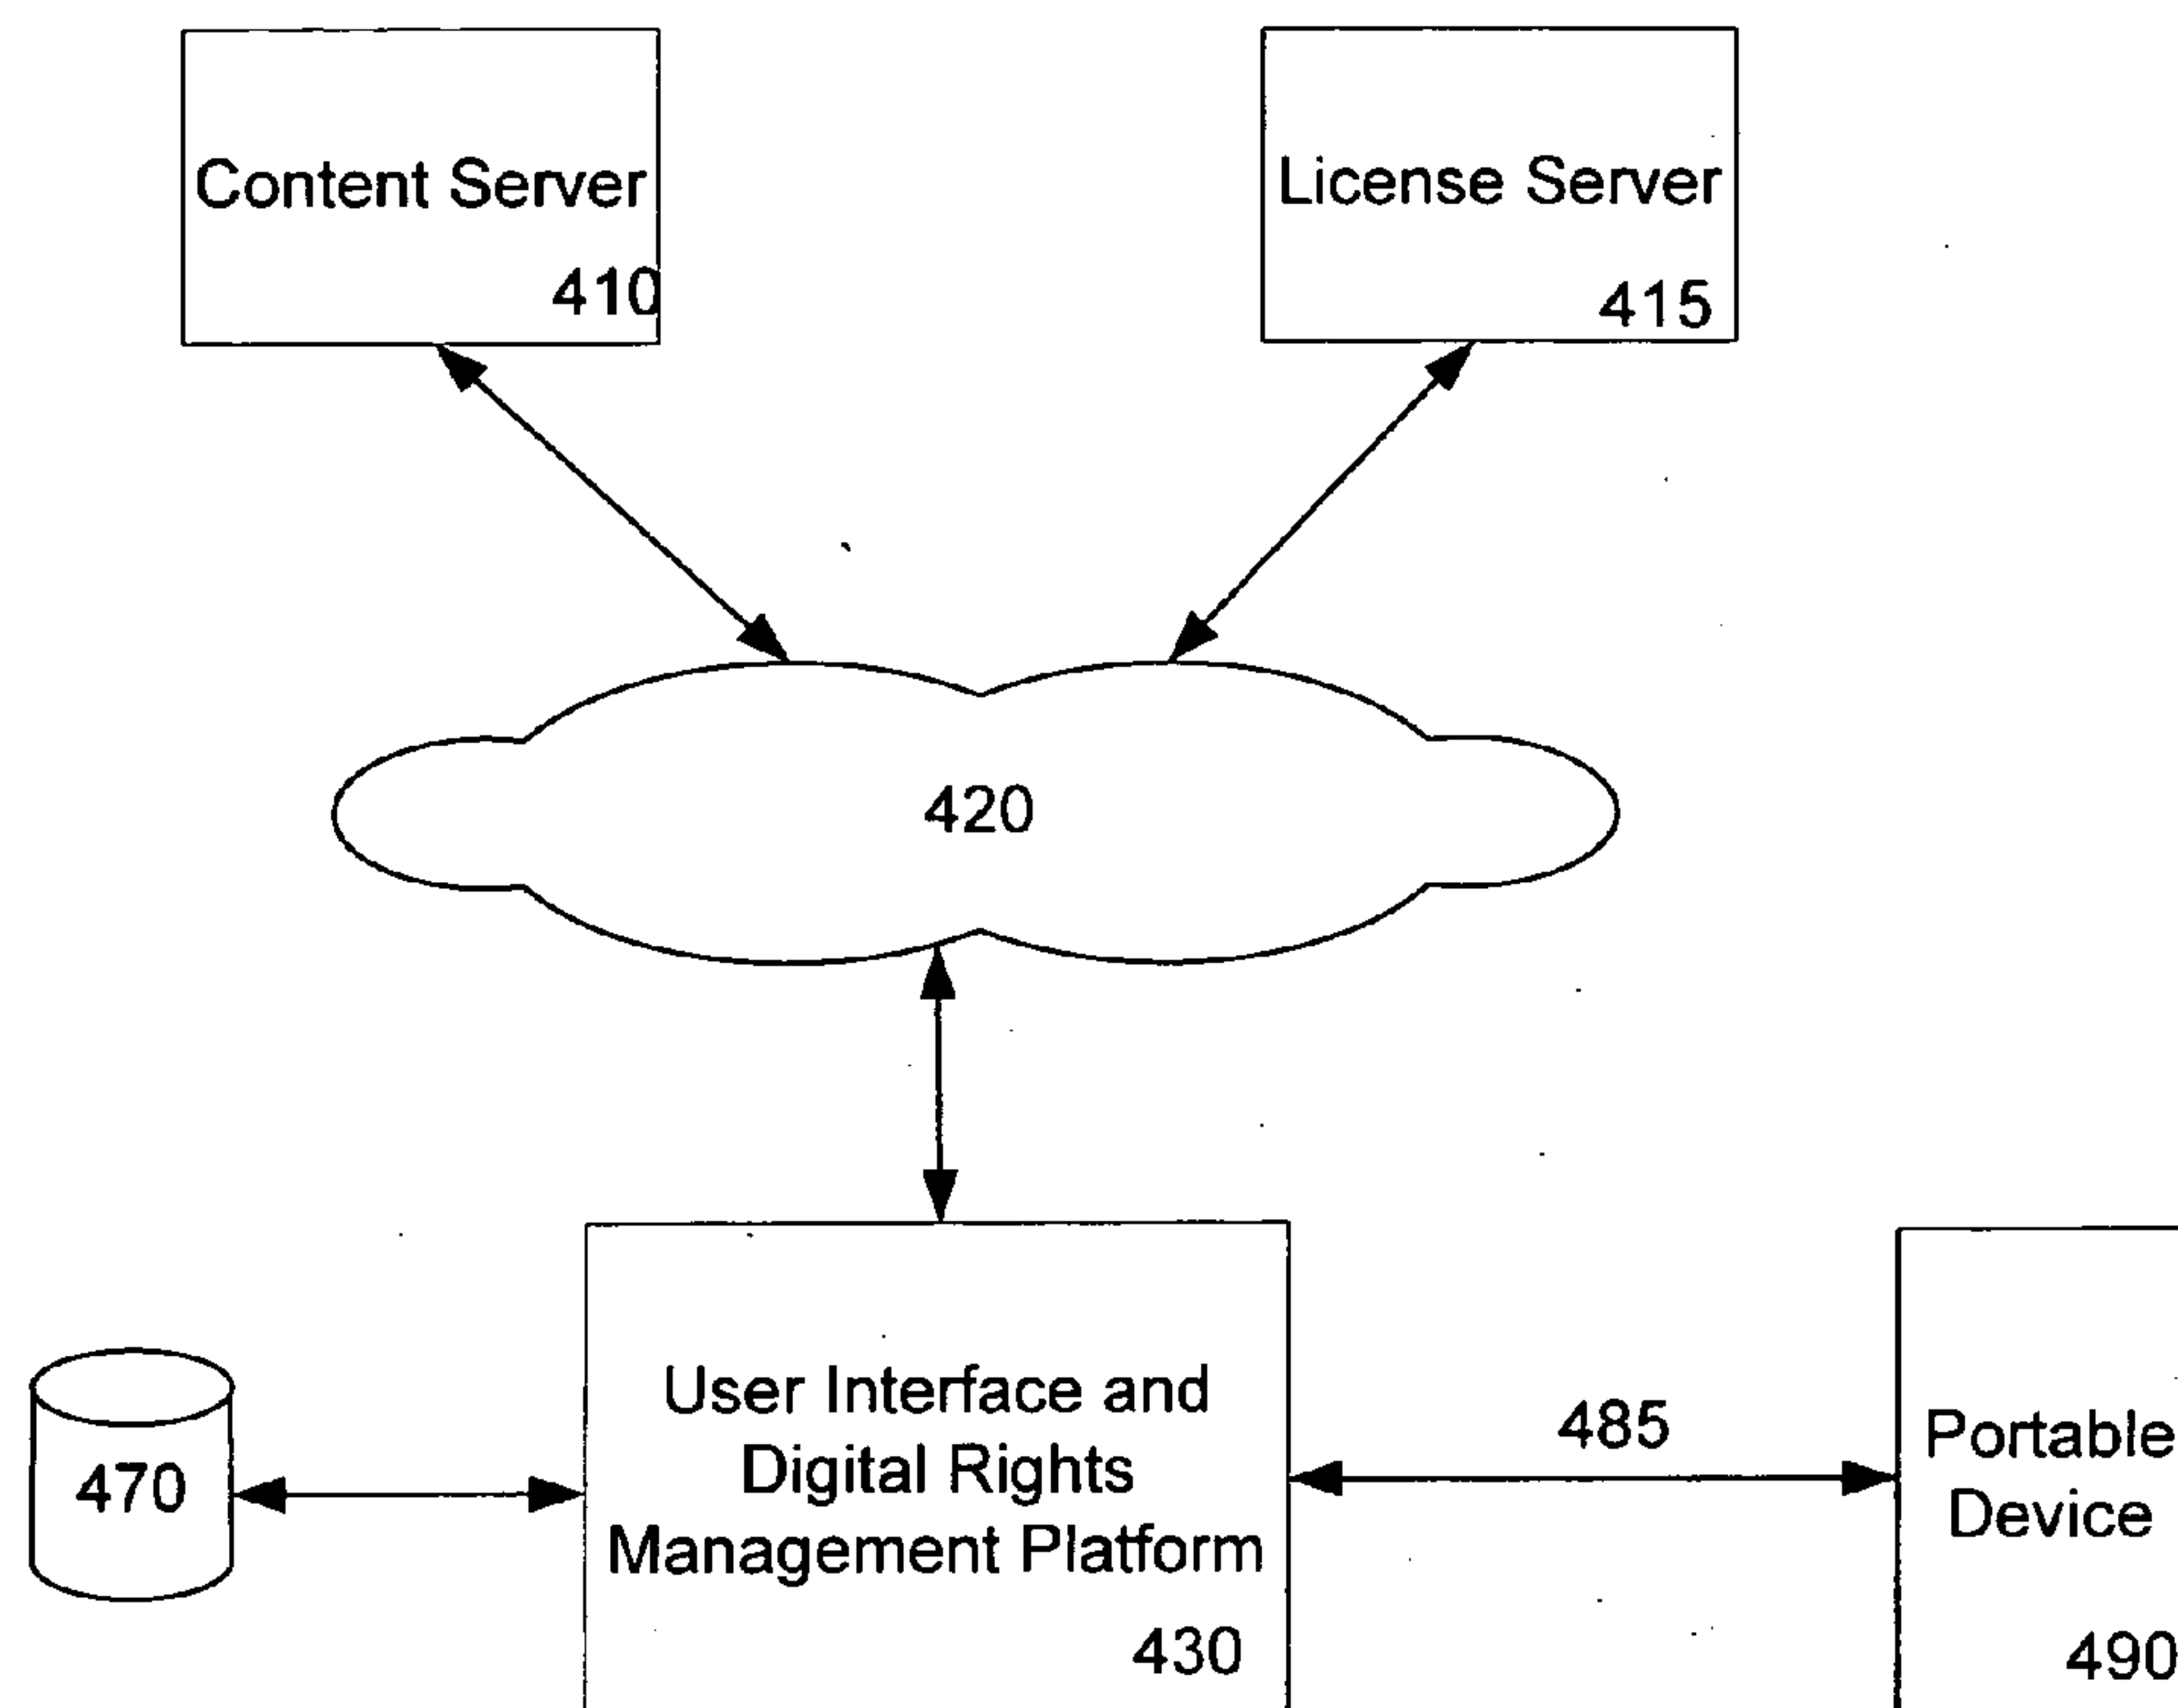 Content Server
410
License Server
415
420
User Interface and
Digital Rights
Management Platform
430
470
485
Portable
Device
490